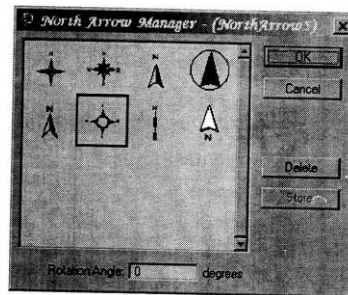 North Arrow Manager - (NorthArrow5)
OK
Cancel
Delete
Store
Rotation Angle: 0 degrees